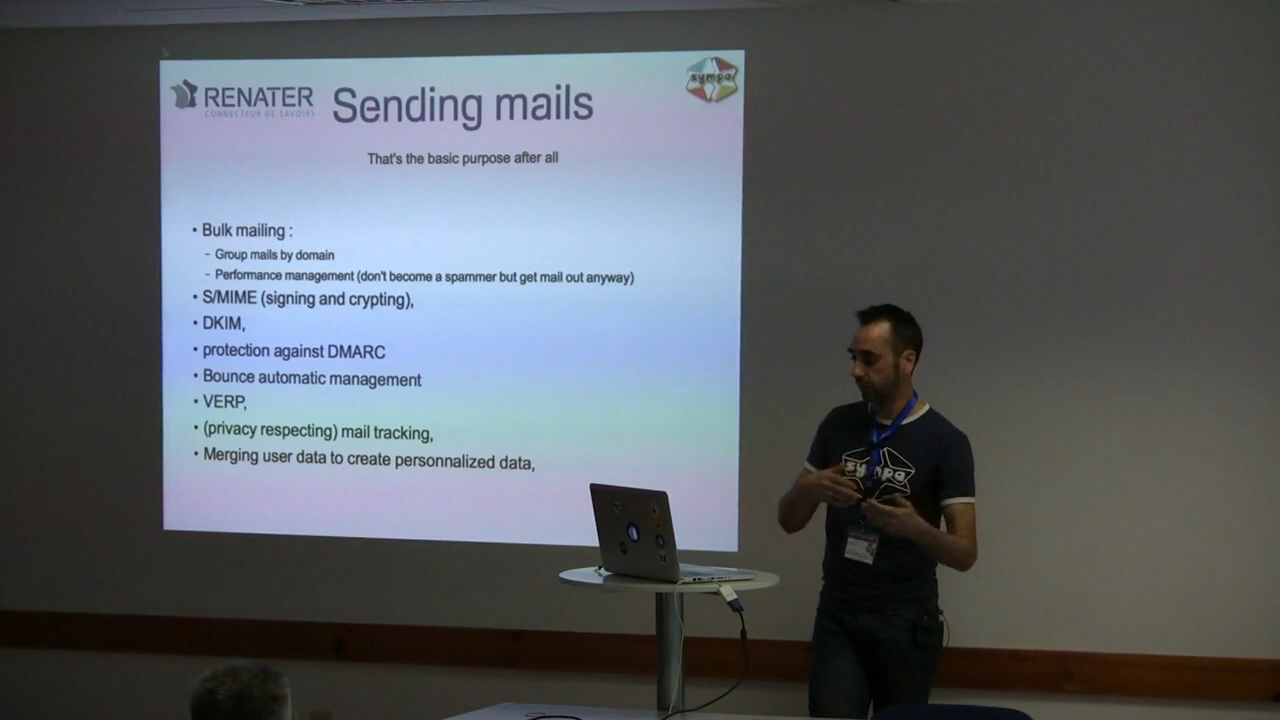 RENATER
CONNECTEUR DE SAVOIRS
Sending mails
sympa
That's the basic purpose after all
• Bulk mailing :
- Group mails by domain
- Performance management (don't become a spammer but get mail out anyway)
• S/MIME (signing and crypting),
• DKIM,
• protection against DMARC
• Bounce automatic management
• VERP,
• (privacy respecting) mail tracking,
• Merging user data to create personnalized data,
sympa